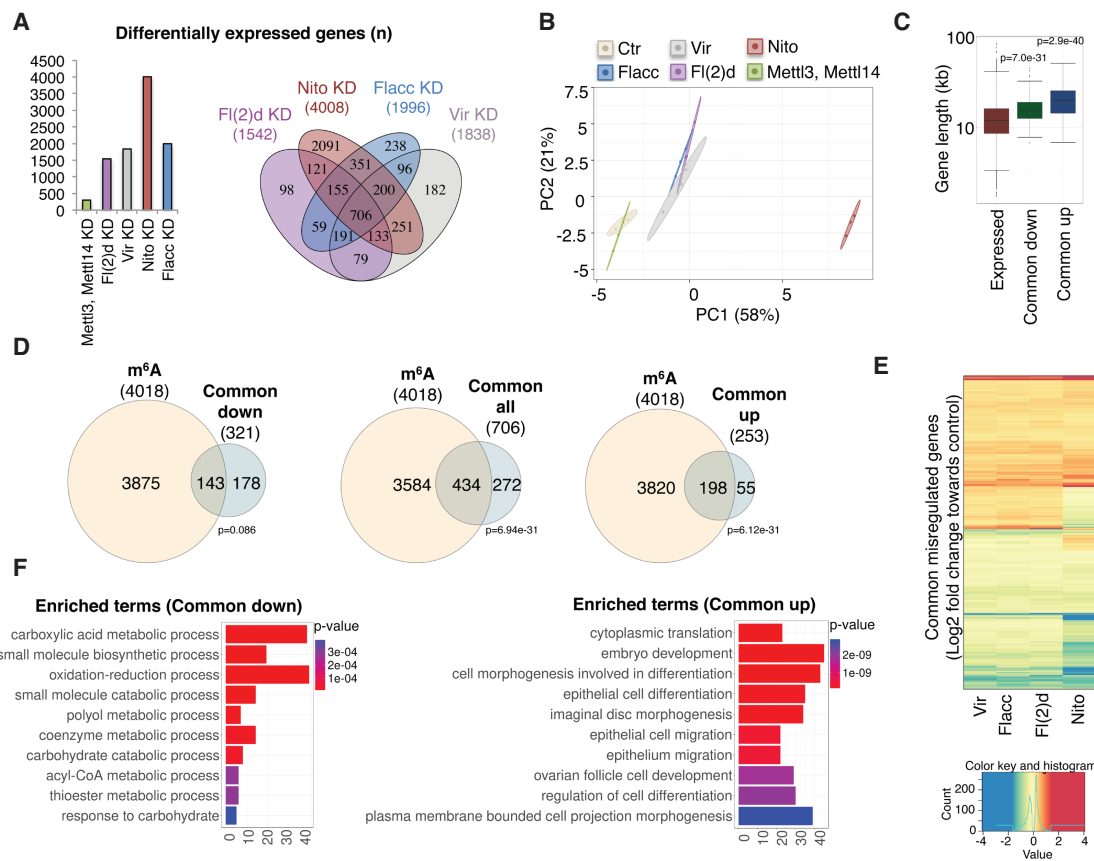 A
Differentially expressed genes (n)
4500
4000
3500
3000
2500
2000
1500
1000
500
0
Mettl3, Mettl14 KD
Fl(2)d KD
Vir KD
Nito KD
Flacc KD
Nito KD
(4008)
Flacc KD
(1996)
Fl(2)d KD
(1542)
Vir KD
(1838)
2091
238
121
351
96
98
155
200
182
706
59
191
133
251
79
B
Ctr
Vir
Nito
Flacc
Fl(2)d
Mettl3, Mettl14
PC2 (21%)
7.5
5
2.5
0
-2.5
-5
-5
0
5
PC1 (58%)
C
Gene length (kb)
100
10
p=7.0e-31
p=2.9e-40
Expressed
Common down
Common up
D
m⁶A
(4018)
Common
down
(321)
3875
143
178
p=0.086
m⁶A
(4018)
Common
all
(706)
3584
434
272
p=6.94e-31
m⁶A
(4018)
Common
up
(253)
3820
198
55
p=6.12e-31
E
Common misregulated genes
(Log2 fold change towards control)
Vir
Flacc
Fl(2)d
Nito
Color key and histogram
Count
200
100
0
-4
-2
0
2
4
Value
F
Enriched terms (Common down)
carboxylic acid metabolic process
small molecule biosynthetic process
oxidation-reduction process
small molecule catabolic process
polyol metabolic process
coenzyme metabolic process
carbohydrate catabolic process
acyl-CoA metabolic process
thioester metabolic process
response to carbohydrate
0
10
20
30
40
p-value
3e-04
2e-04
1e-04
Enriched terms (Common up)
cytoplasmic translation
embryo development
cell morphogenesis involved in differentiation
epithelial cell differentiation
imaginal disc morphogenesis
epithelial cell migration
epithelium migration
ovarian follicle cell development
regulation of cell differentiation
plasma membrane bounded cell projection morphogenesis
0
10
20
30
40
p-value
2e-09
1e-09